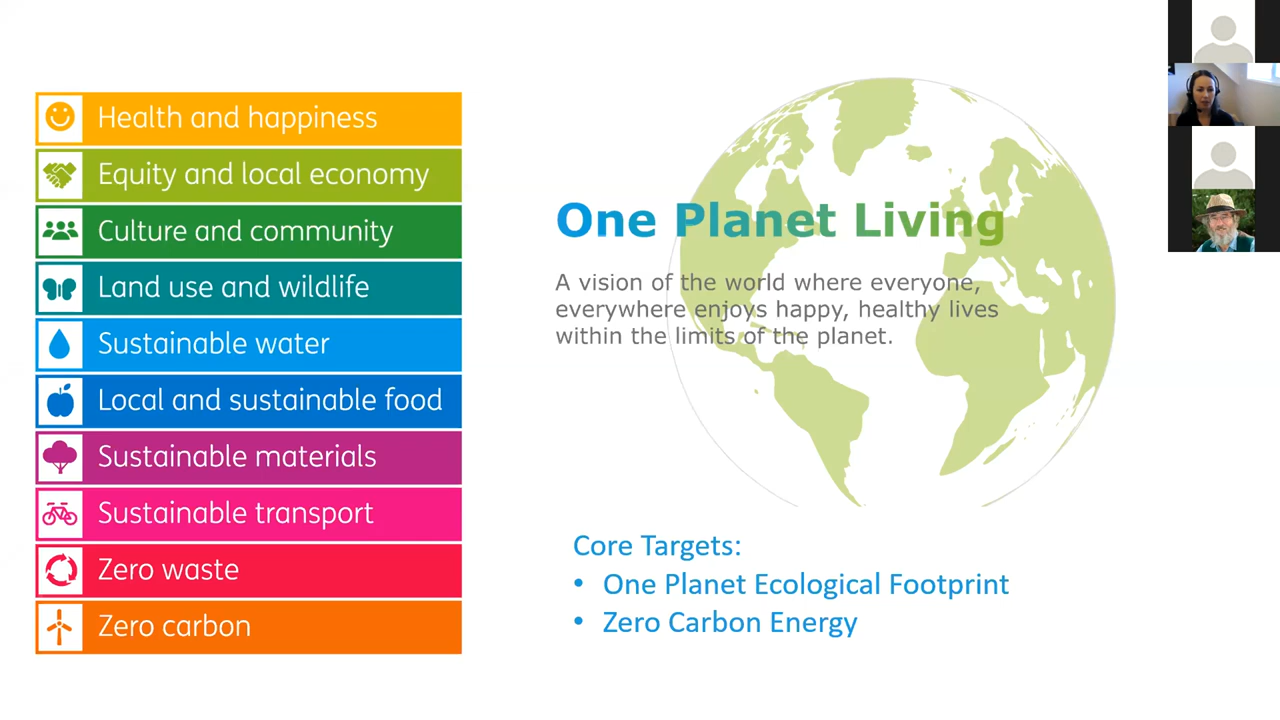 Health and happiness
Equity and local economy
Culture and community
Land use and wildlife
Sustainable water
Local and sustainable food
Sustainable materials
Sustainable transport
Zero waste
Zero carbon
One Planet Living
A vision of the world where everyone,
everywhere enjoys happy, healthy lives
within the limits of the planet.
Core Targets:
• One Planet Ecological Footprint
• Zero Carbon Energy